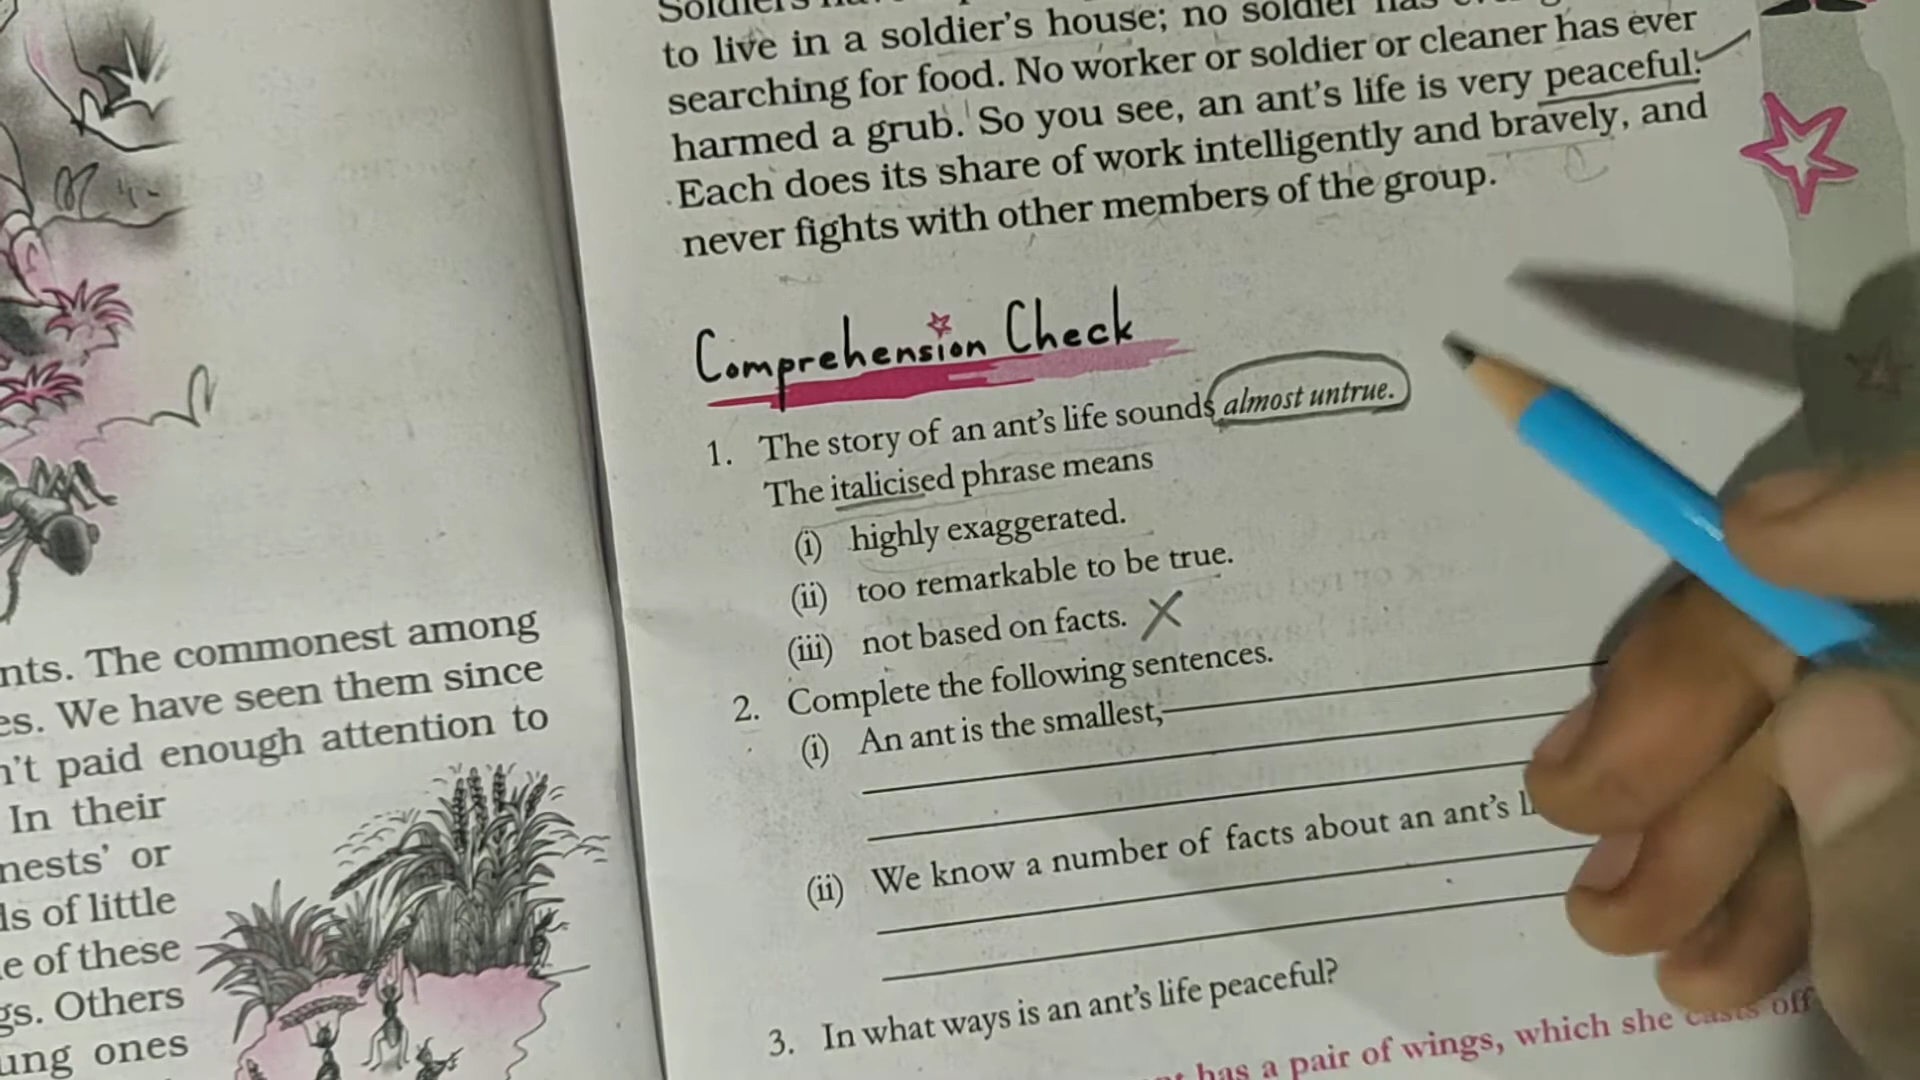 nts. The commonest among
es. We have seen them since
n't paid enough attention to
In their
nests' or
ls of little
e of these
gs. Others
ung ones
Soldiers
to live in a soldier's house; no soldier has
searching for food. No worker or soldier or cleaner has ever
harmed a grub. So you see, an ant's life is very peaceful.
Each does its share of work intelligently and bravely, and
never fights with other members of the group.
Comprehension Check
1. The story of an ant's life sounds almost untrue.
The italicised phrase means
(i) highly exaggerated.
(ii) too remarkable to be true.
(iii) not based on facts.
2. Complete the following sentences.
(i) An ant is the smallest,
(ii) We know a number of facts about an ant's
3. In what ways is an ant's life peaceful?
has a pair of wings, which she casts off